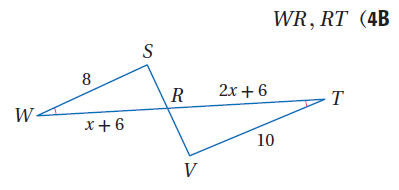 WR, RT (4B
S
8
R
2x + 6
T
W
x + 6
10
V